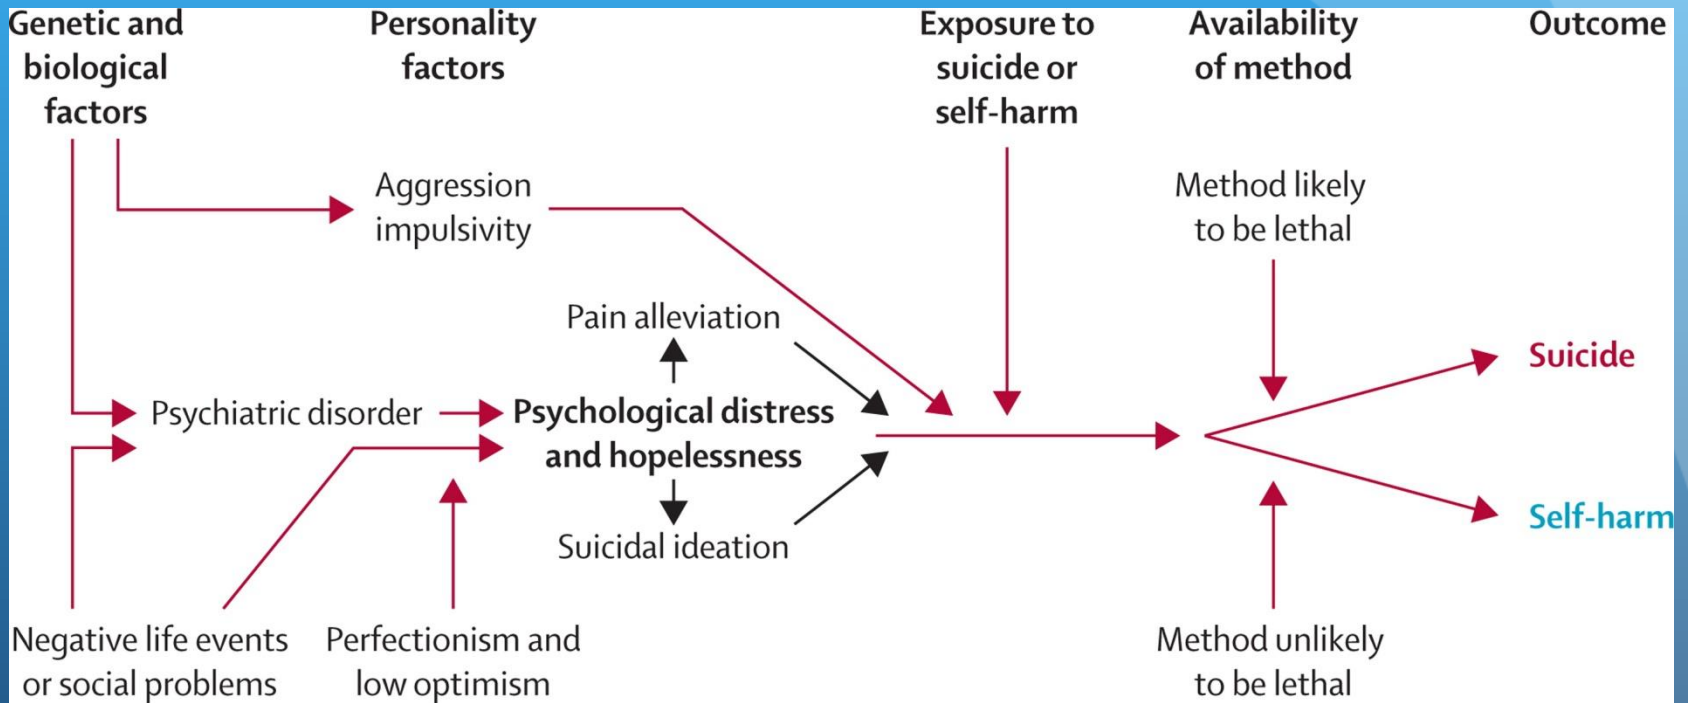 Genetic and
biological
factors
Personality
factors
Exposure to
suicide or
self-harm
Availability
of method
Outcome
Aggression
impulsivity
Method likely
to be lethal
Pain alleviation
Suicide
Psychiatric disorder
Psychological distress
and hopelessness
Suicidal ideation
Self-harm
Negative life events
or social problems
Perfectionism and
low optimism
Method unlikely
to be lethal